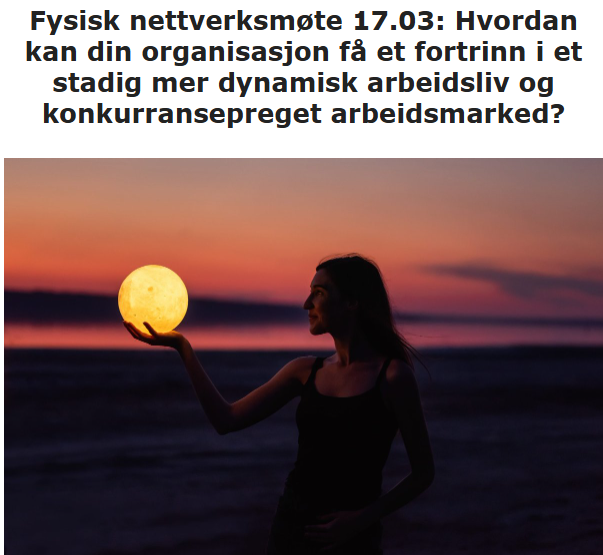 Fysisk nettverksmøte 17.03: Hvordan
kan din organisasjon få et fortrinn i et
stadig mer dynamisk arbeidsliv og
konkurransepreget arbeidsmarked?